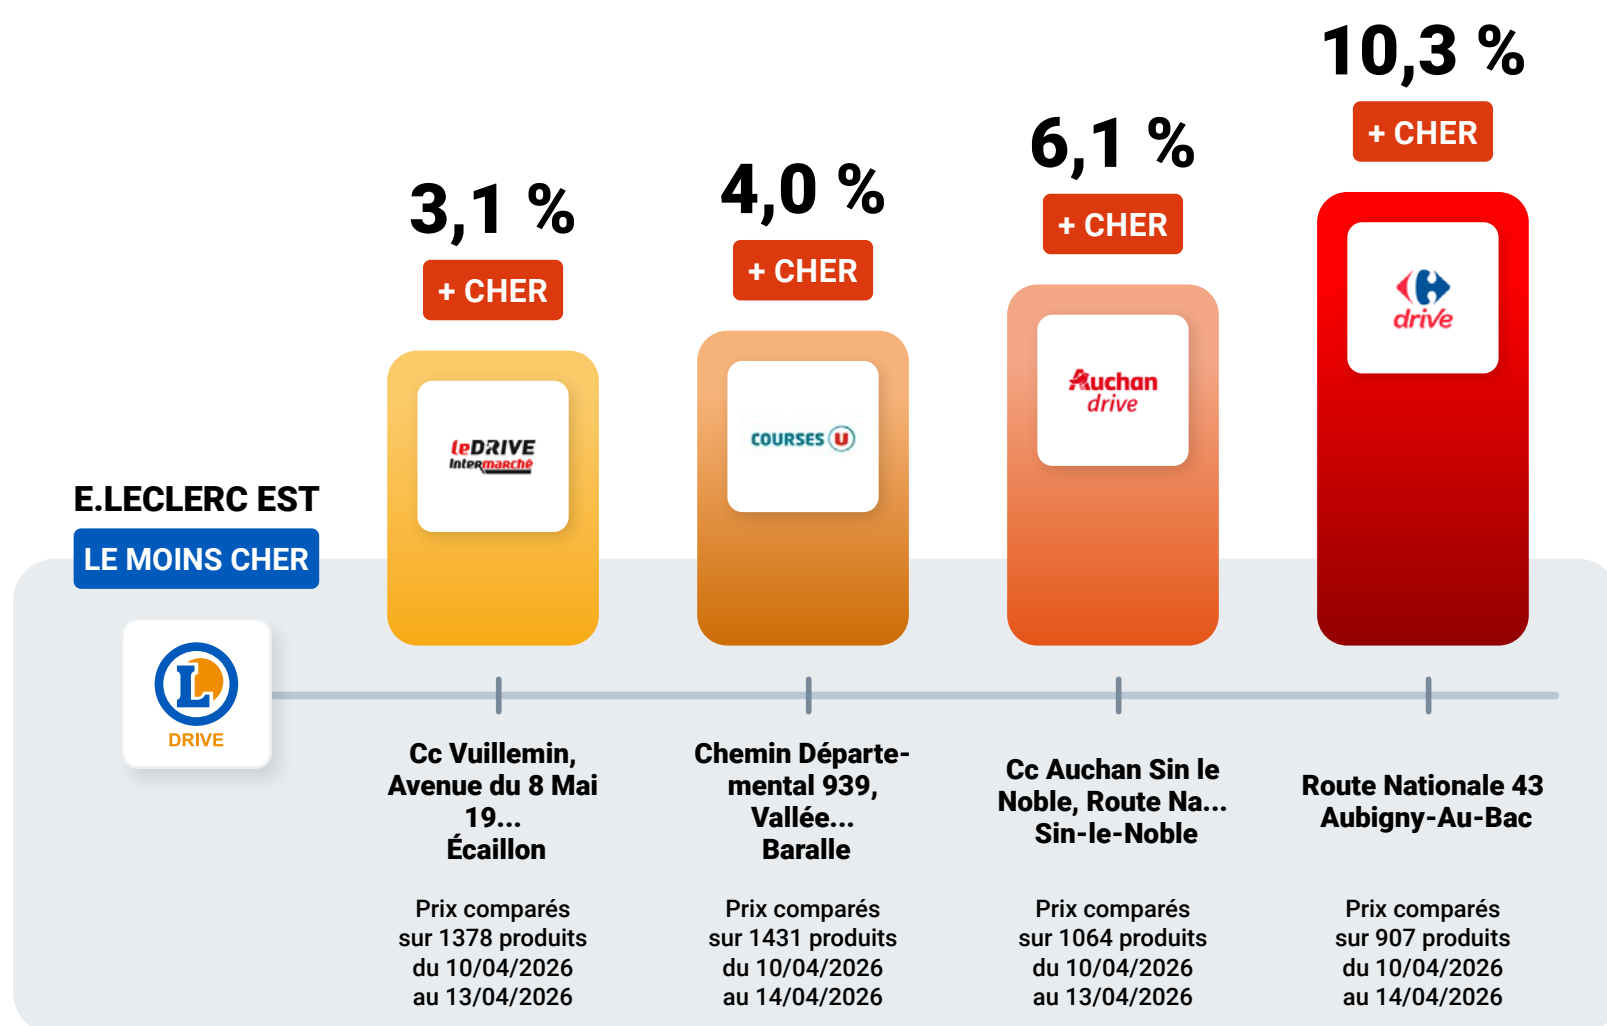 E.LECLERC EST
LE MOINS CHER
L
DRIVE
3,1 %
+ CHER
leDRIVE
Intermarché
Cc Vuillemin,
Avenue du 8 Mai
19...
Écaillon
Prix comparés
sur 1378 produits
du 10/04/2026
au 13/04/2026
4,0 %
+ CHER
COURSES U
Chemin Départe-
mental 939,
Vallée...
Baralle
Prix comparés
sur 1431 produits
du 10/04/2026
au 14/04/2026
6,1 %
+ CHER
Auchan
drive
Cc Auchan Sin le
Noble, Route Na...
Sin-le-Noble
Prix comparés
sur 1064 produits
du 10/04/2026
au 13/04/2026
10,3 %
+ CHER
drive
Route Nationale 43
Aubigny-Au-Bac
Prix comparés
sur 907 produits
du 10/04/2026
au 14/04/2026